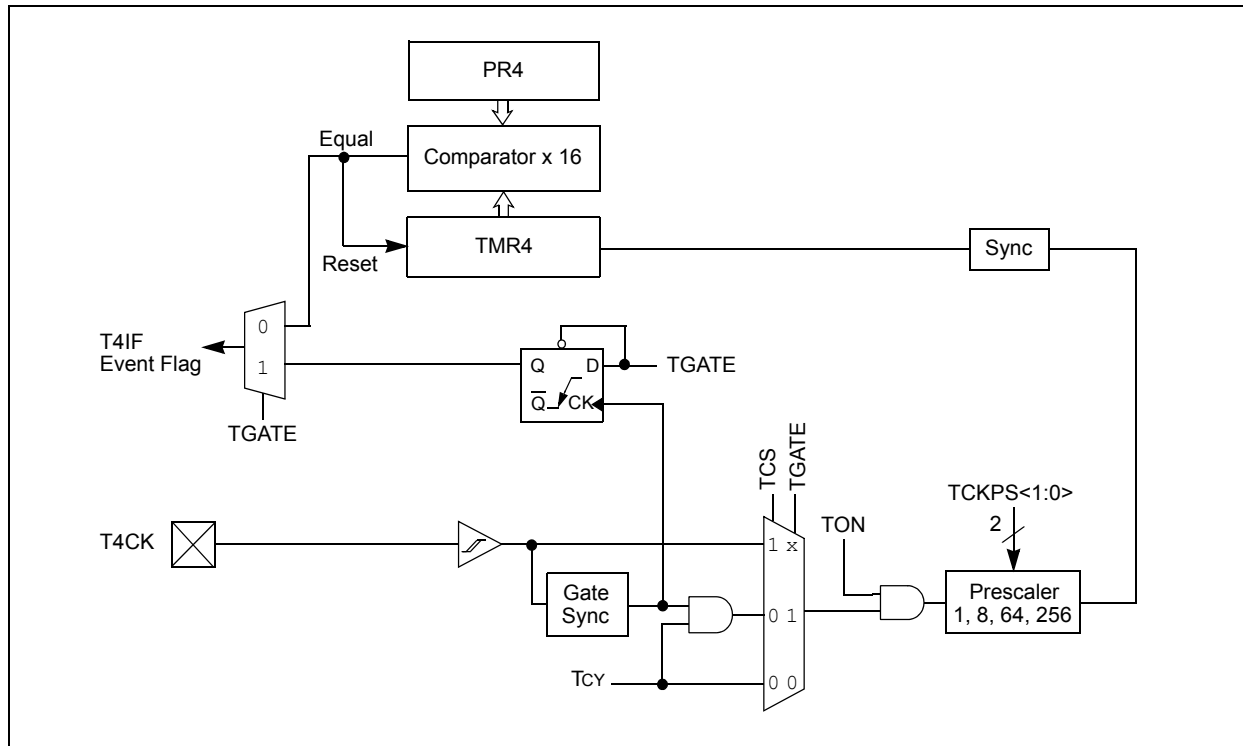 PR4
Equal
Comparator x 16
TMR4
Reset
Sync
T4IF
Event Flag
0
1
TGATE
Q
D
TGATE
Q
CK
T4CK
Gate
Sync
TCY
TCS
TGATE
1 x
0 1
0 0
TON
TCKPS<1:0>
2
Prescaler
1, 8, 64, 256